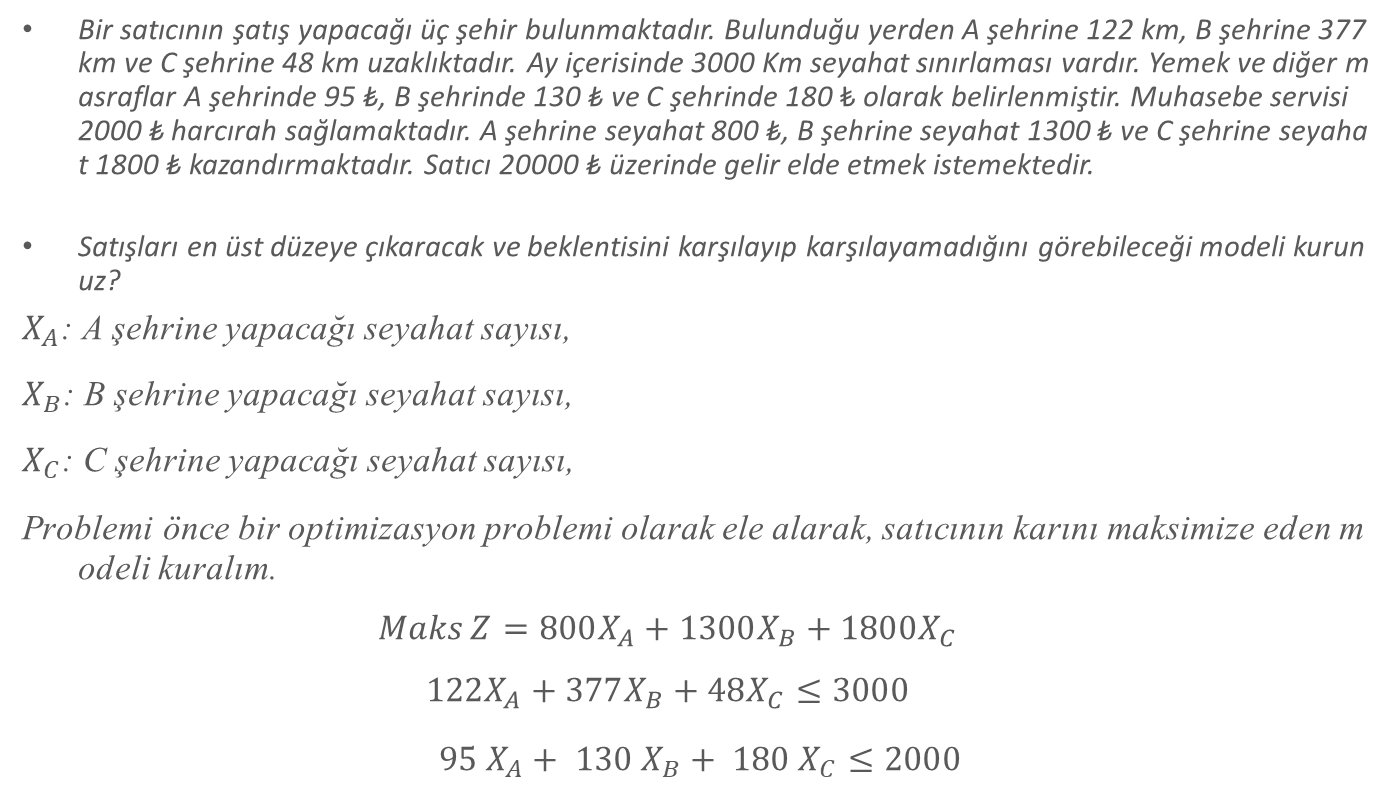 • Bir satıcının şatış yapacağı üç şehir bulunmaktadır. Bulunduğu yerden A şehrine 122 km, B şehrine 377
km ve C şehrine 48 km uzaklıktadır. Ay içerisinde 3000 Km seyahat sınırlaması vardır. Yemek ve diğer m
asraflar A şehrinde 95 ₺, B şehrinde 130 ₺ ve C şehrinde 180 ₺ olarak belirlenmiştir. Muhasebe servisi
2000 ₺ harcırah sağlamaktadır. A şehrine seyahat 800 ₺, B şehrine seyahat 1300 ₺ ve C şehrine seyaha
t 1800 ₺ kazandırmaktadır. Satıcı 20000 ₺ üzerinde gelir elde etmek istemektedir.
• Satışları en üst düzeye çıkaracak ve beklentisini karşılayıp karşılayamadığını görebileceği modeli kurun
uz?
X_A: A şehrine yapacağı seyahat sayısı,
X_B: B şehrine yapacağı seyahat sayısı,
X_C: C şehrine yapacağı seyahat sayısı,
Problemi önce bir optimizasyon problemi olarak ele alarak, satıcının karını maksimize eden m
odeli kuralım.
Maks Z = 800X_A + 1300X_B + 1800X_C
122X_A + 377X_B + 48X_C ≤ 3000
95 X_A + 130 X_B + 180 X_C ≤ 2000